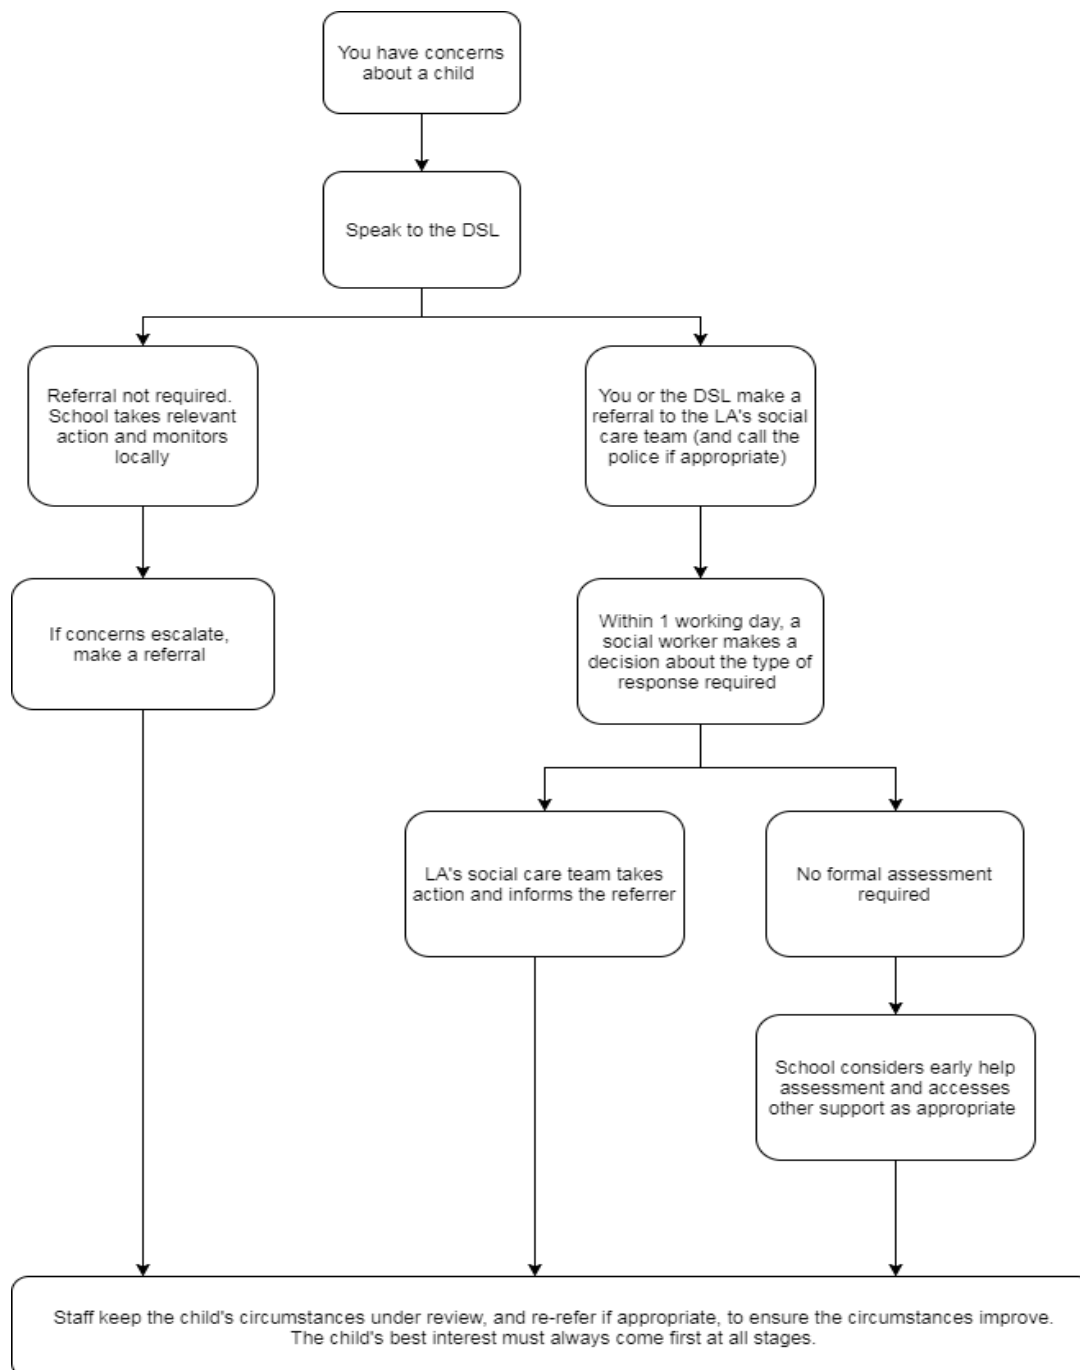 You have concerns
about a child
Speak to the DSL
Referral not required.
School takes relevant
action and monitors
locally
You or the DSL make a
referral to the LA's social
care team (and call the
police if appropriate)
If concerns escalate,
make a referral
Within 1 working day, a
social worker makes a
decision about the type of
response required
LA's social care team takes
action and informs the referrer
No formal assessment
required
School considers early help
assessment and accesses
other support as appropriate
Staff keep the child's circumstances under review, and re-refer if appropriate, to ensure the circumstances improve.
The child's best interest must always come first at all stages.